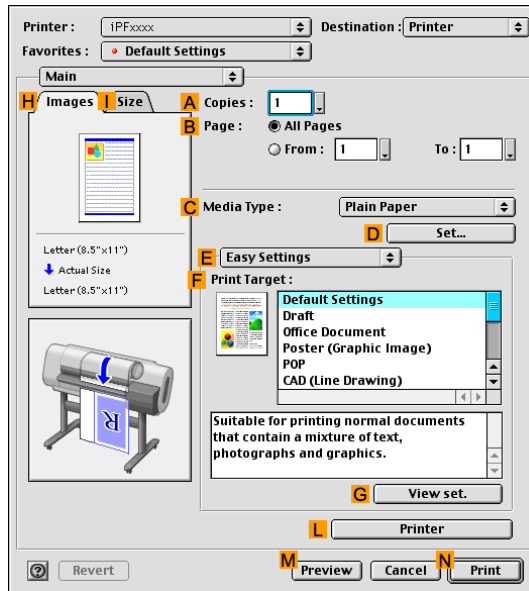 Printer : iPFxxxx Destination : Printer
Favorites : Default Settings
Main
H Images I Size
A Copies : 1
B Page : All Pages
From : 1 To : 1
C Media Type : Plain Paper
D Set...
Letter (8.5"x11")
Actual Size
Letter (8.5"x11")
E Easy Settings
F Print Target :
Default Settings
Draft
Office Document
Poster (Graphic Image)
POP
CAD (Line Drawing)
R
Suitable for printing normal documents
that contain a mixture of text,
photographs and graphics.
G View set.
L Printer
? Revert M Preview Cancel N Print